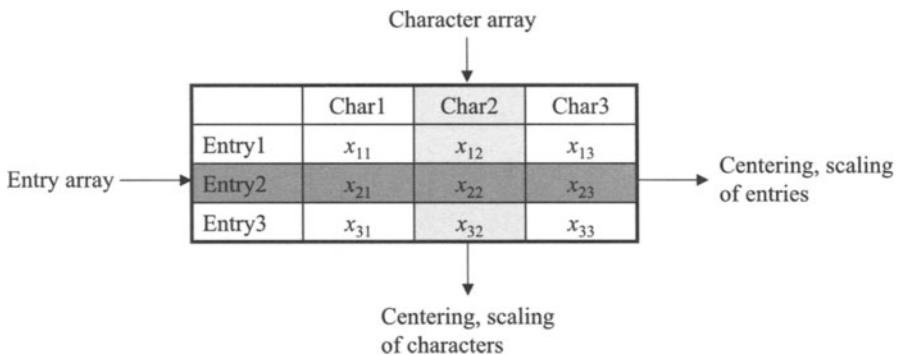 Character array
Char1 Char2 Char3
Entry1 x₁₁ x₁₂ x₁₃
Entry array Entry2 x₂₁ x₂₂ x₂₃ Centering, scaling
of entries
Entry3 x₃₁ x₃₂ x₃₃
Centering, scaling
of characters